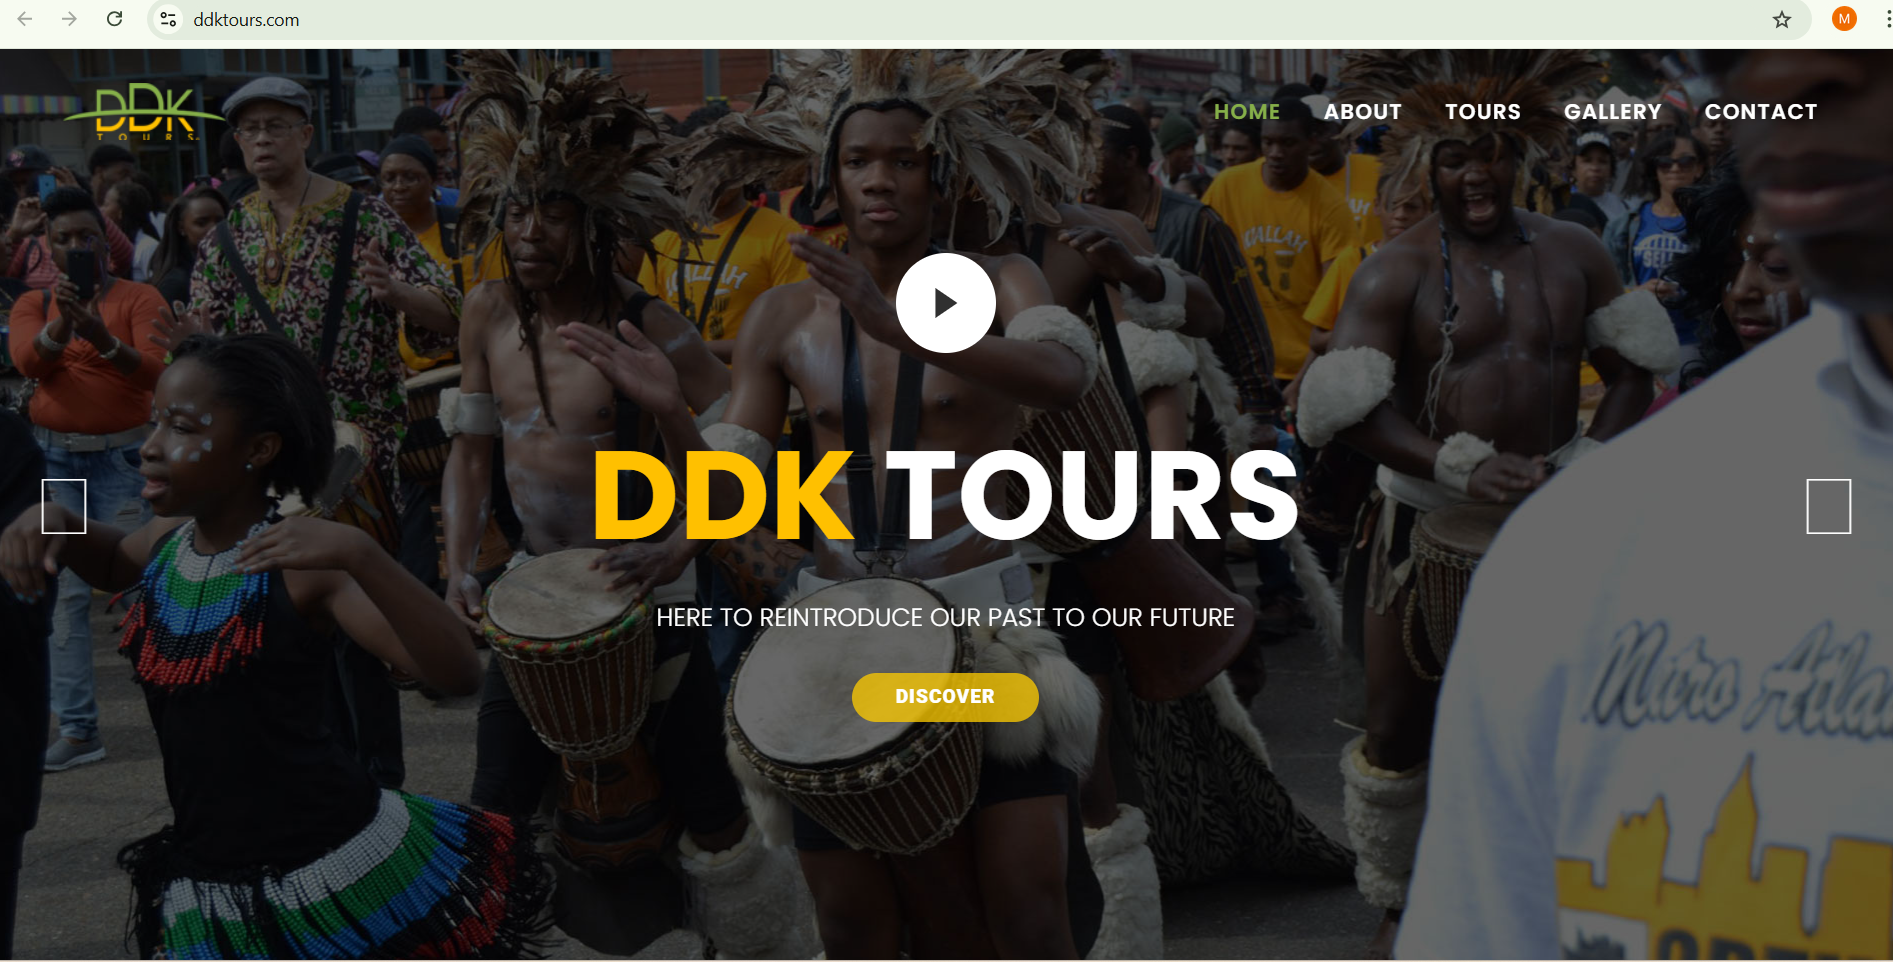 ddktours.com
M
DDK
TOURS
HOME ABOUT TOURS GALLERY CONTACT
DDK TOURS
HERE TO REINTRODUCE OUR PAST TO OUR FUTURE
DISCOVER